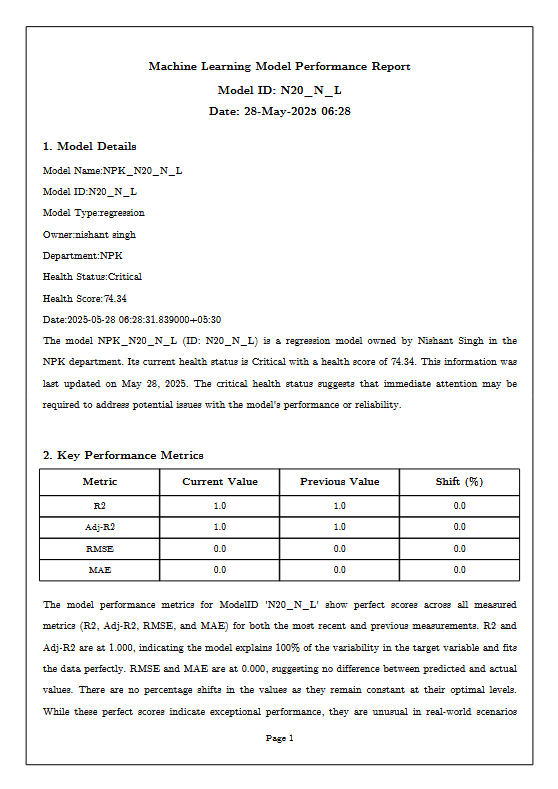 Machine Learning Model Performance Report
Model ID: N20_N_L
Date: 28-May-2025 06:28
1. Model Details
Model Name:NPK_N20_N_L
Model ID:N20_N_L
Model Type:regression
Owner:nishant singh
Department:NPK
Health Status:Critical
Health Score:74.34
Date:2025-05-28 06:28:31.839000+05:30
The model NPK_N20_N_L (ID: N20_N_L) is a regression model owned by Nishant Singh in the
NPK department. Its current health status is Critical with a health score of 74.34. This information was
last updated on May 28, 2025. The critical health status suggests that immediate attention may be
required to address potential issues with the model's performance or reliability.
2. Key Performance Metrics
Metric Current Value Previous Value Shift (%)
R2 1.0 1.0 0.0
Adj-R2 1.0 1.0 0.0
RMSE 0.0 0.0 0.0
MAE 0.0 0.0 0.0
The model performance metrics for ModelID 'N20_N_L' show perfect scores across all measured
metrics (R2, Adj-R2, RMSE, and MAE) for both the most recent and previous measurements. R2 and
Adj-R2 are at 1.000, indicating the model explains 100% of the variability in the target variable and fits
the data perfectly. RMSE and MAE are at 0.000, suggesting no difference between predicted and actual
values. There are no percentage shifts in the values as they remain constant at their optimal levels.
While these perfect scores indicate exceptional performance, they are unusual in real-world scenarios
Page 1